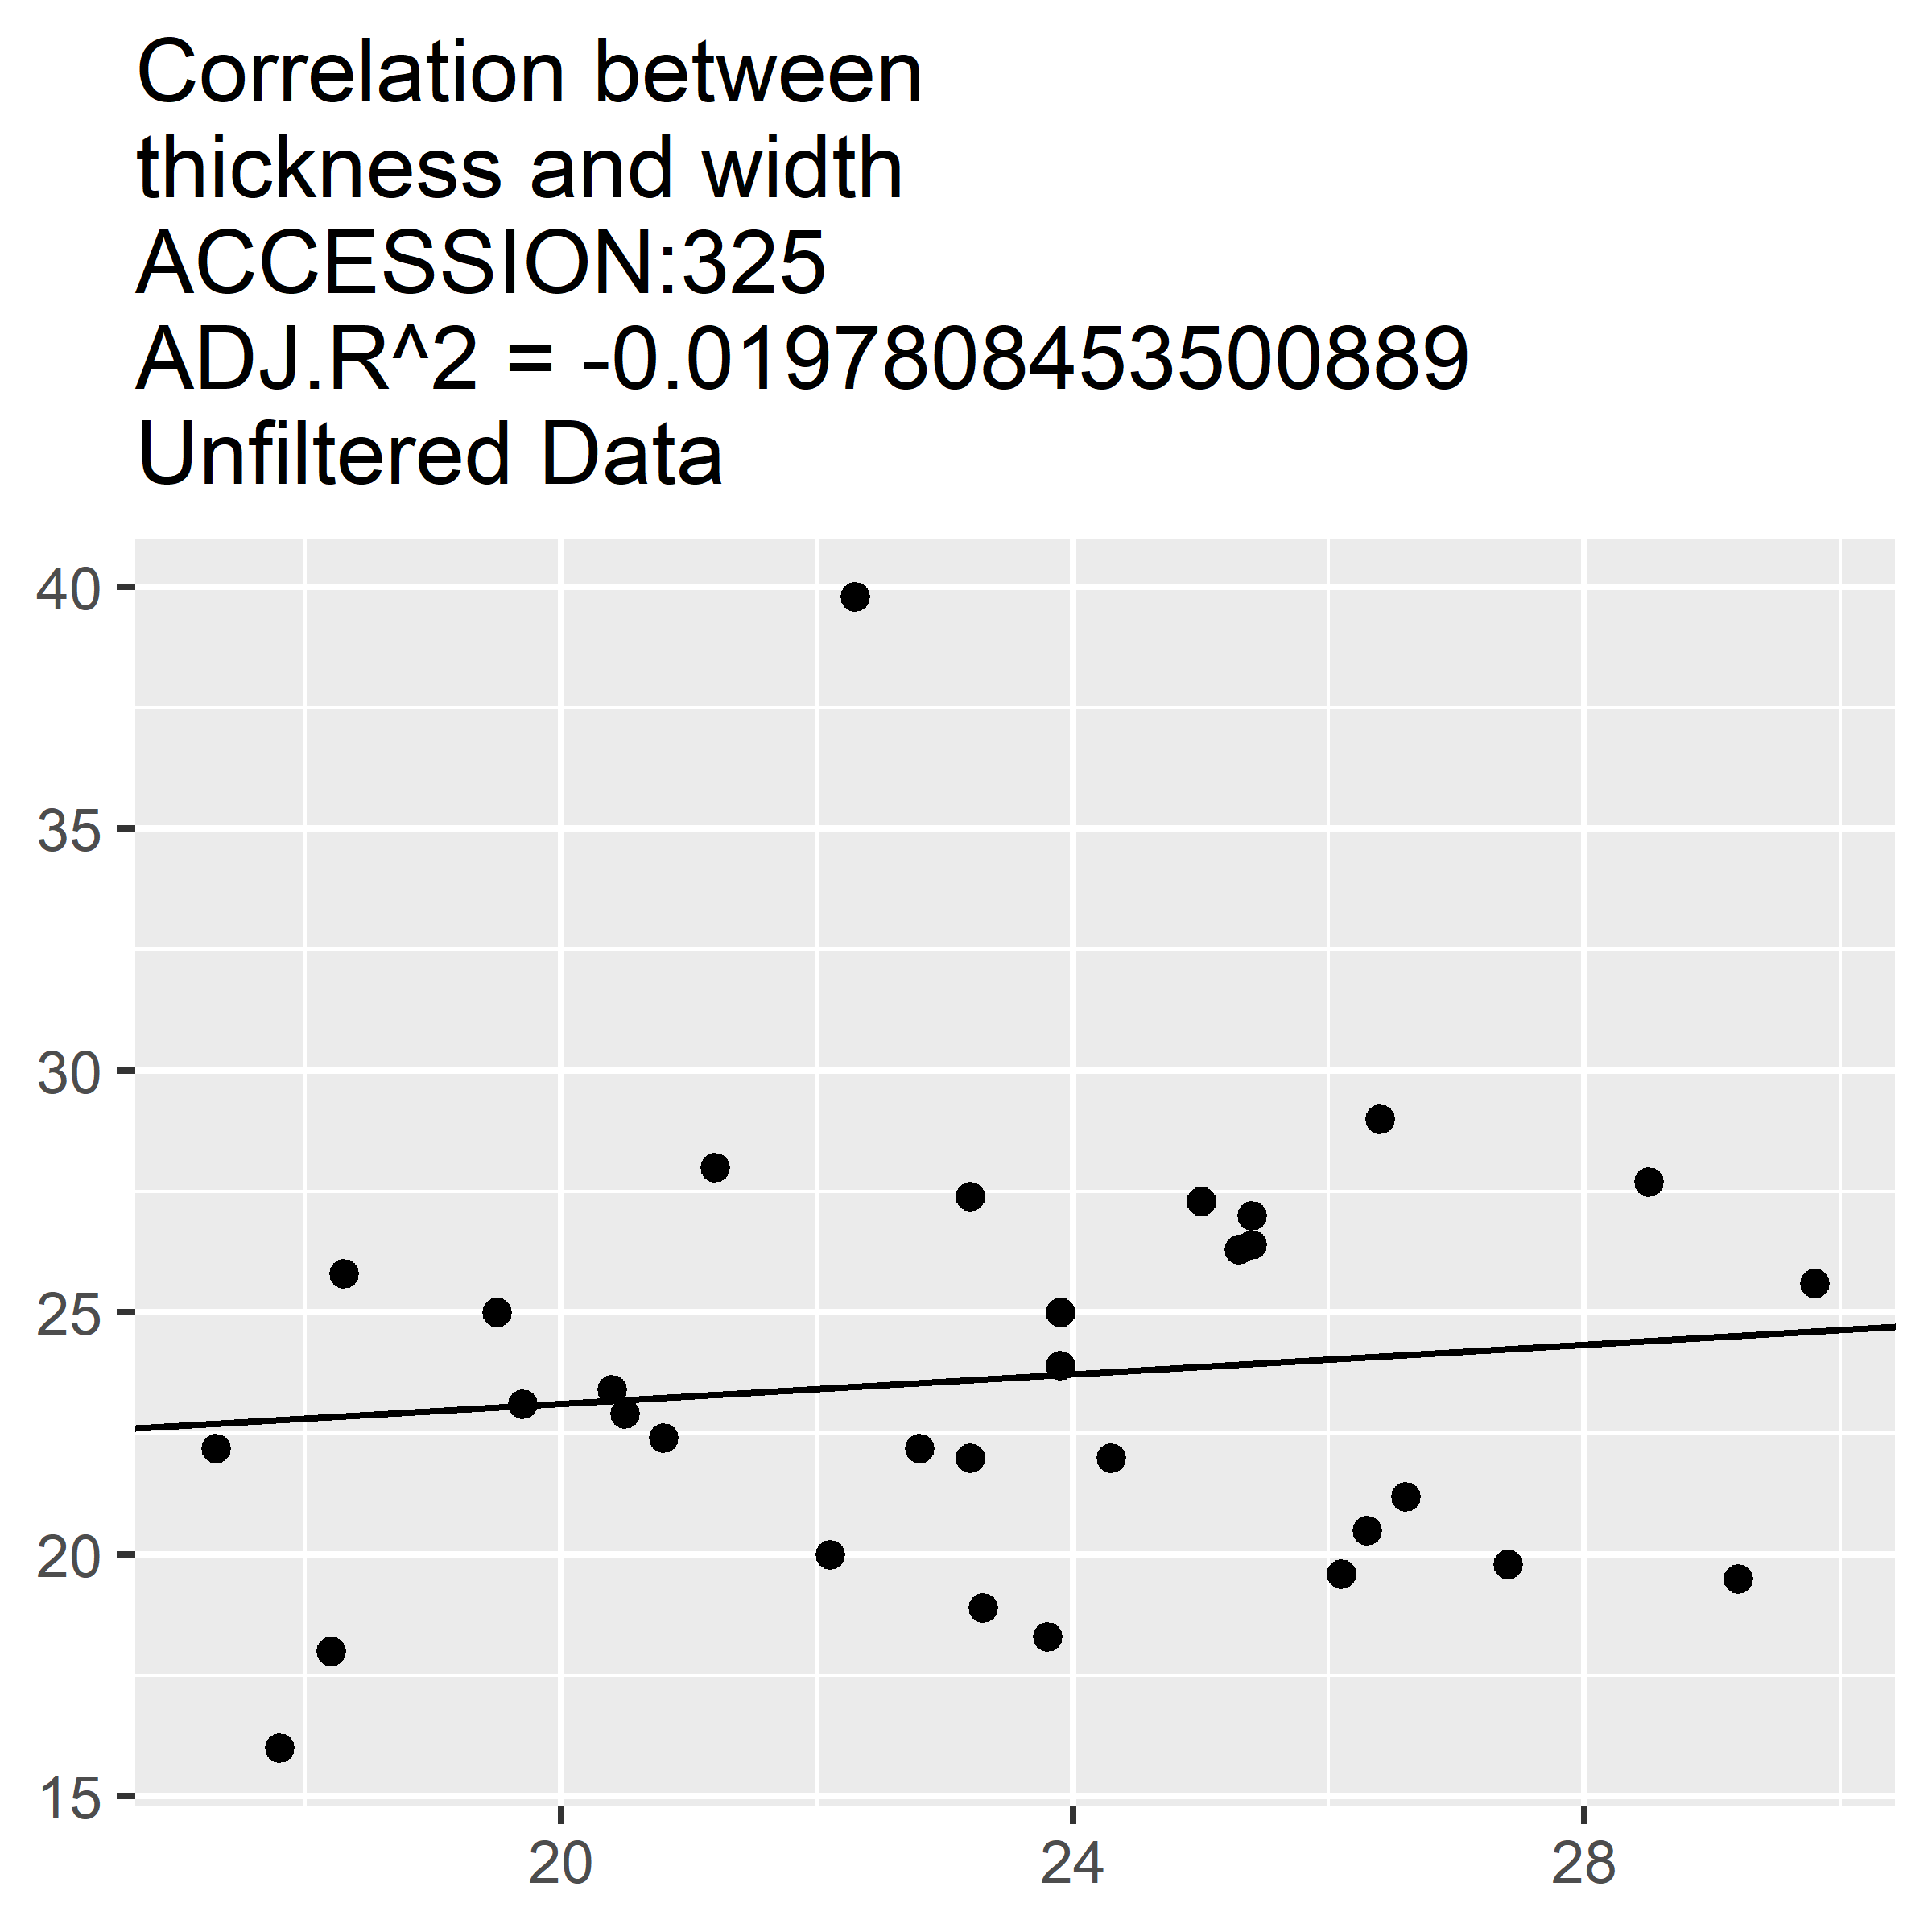 Correlation between
thickness and width
ACCESSION:325
ADJ.R^2 = -0.0197808453500889
Unfiltered Data
40
35
30
25
20
15
20 24 28